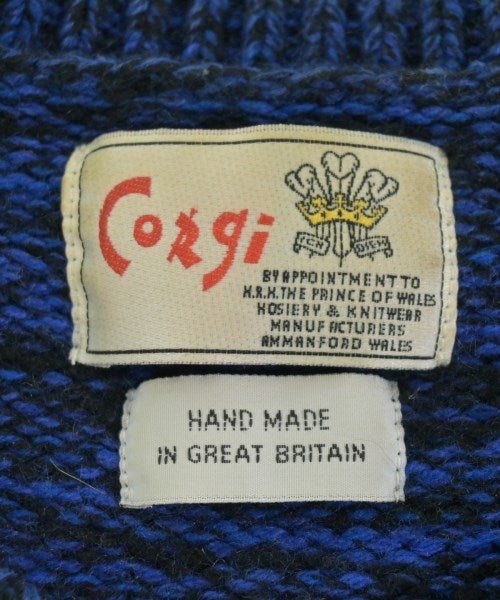 Corgi
ICH DIEN
BY APPOINTMENT TO
H.R.H. THE PRINCE OF WALES
HOSIERY & KNITWEAR
MANUFACTURERS
AMMANFORD WALES
HAND MADE
IN GREAT BRITAIN